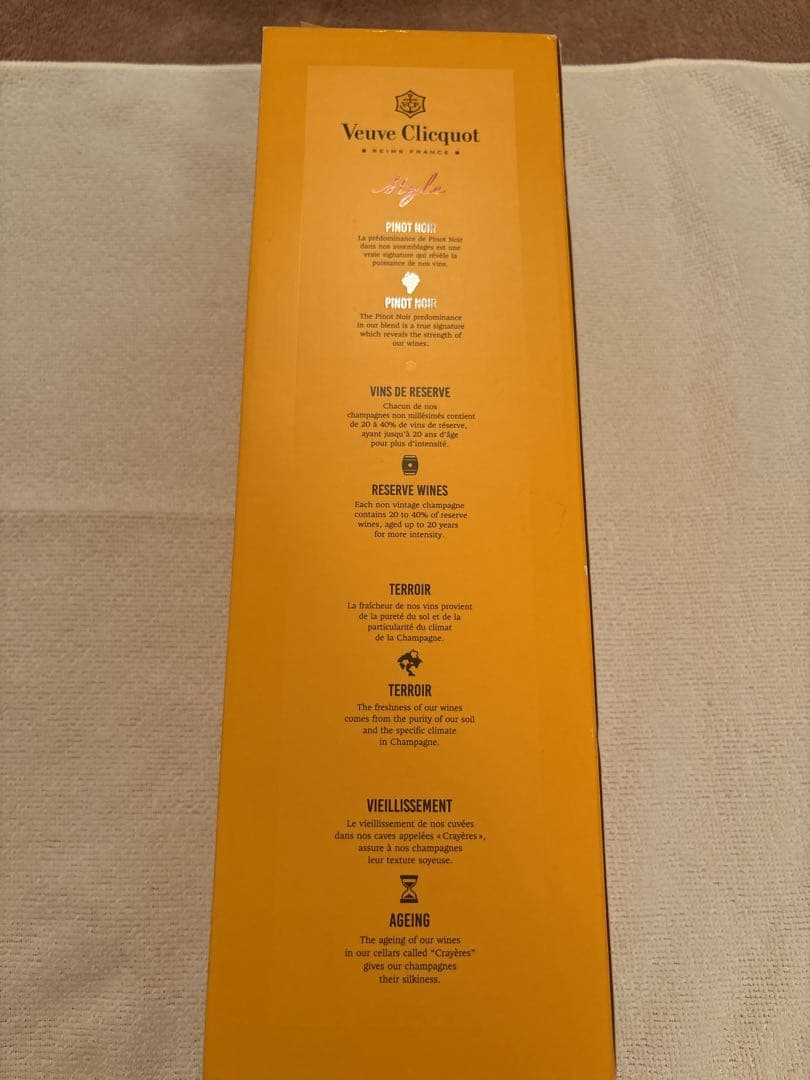 Veuve Clicquot
REIMS FRANCE
Style
PINOT NOIR
La prédominance de Pinot Noir
dans nos assemblages est une
vraie signature qui révèle la
puissance de nos vins.
PINOT NOIR
The Pinot Noir predominance
in our blend is a true signature
which reveals the strength of
our wines.
VINS DE RESERVE
Chacun de nos
champagnes non millésimés contient
de 20 à 40% de vins de réserve,
ayant jusqu'à 20 ans d'âge
pour plus d'intensité.
RESERVE WINES
Each non vintage champagne
contains 20 to 40% of reserve
wines, aged up to 20 years
for more intensity.
TERROIR
La fraîcheur de nos vins provient
de la pureté du sol et de la
particularité du climat
de la Champagne.
TERROIR
The freshness of our wines
comes from the purity of our soil
and the specific climate
in Champagne.
VIEILLISSEMENT
Le vieillissement de nos cuvées
dans nos caves appelées «Crayères»,
assure à nos champagnes
leur texture soyeuse.
AGEING
The ageing of our wines
in our cellars called "Crayères"
gives our champagnes
their silkiness.